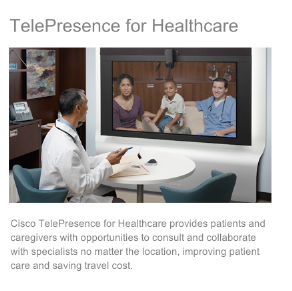 TelePresence for Healthcare
Cisco TelePresence for Healthcare provides patients and
caregivers with opportunities to consult and collaborate
with specialists no matter the location, improving patient
care and saving travel cost.